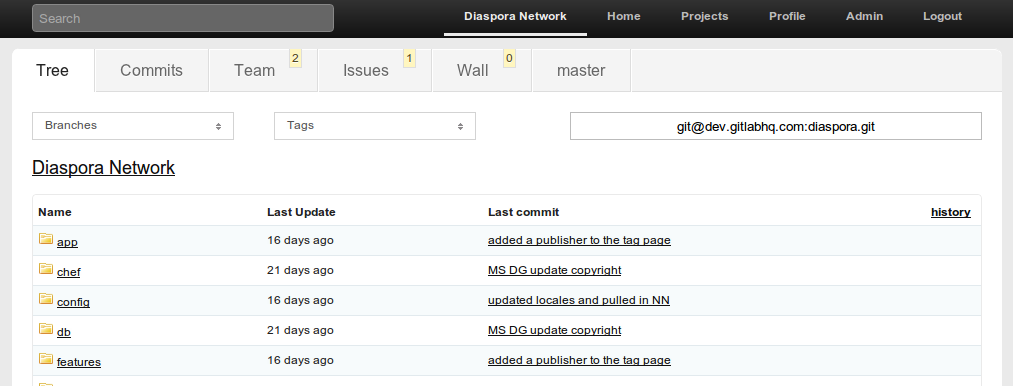 Search Diaspora Network Home Projects Profile Admin Logout
Tree Commits Team 2 Issues 1 Wall 0 master
Branches Tags git@dev.gitlabhq.com:diaspora.git
Diaspora Network
Name Last Update Last commit history
app 16 days ago added a publisher to the tag page
chef 21 days ago MS DG update copyright
config 16 days ago updated locales and pulled in NN
db 21 days ago MS DG update copyright
features 16 days ago added a publisher to the tag page